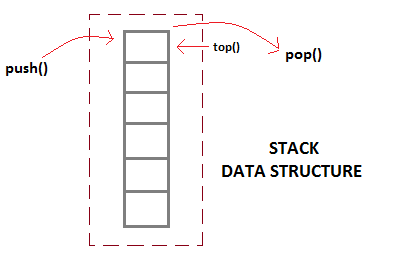 top()
pop()
push()
STACK
DATA STRUCTURE